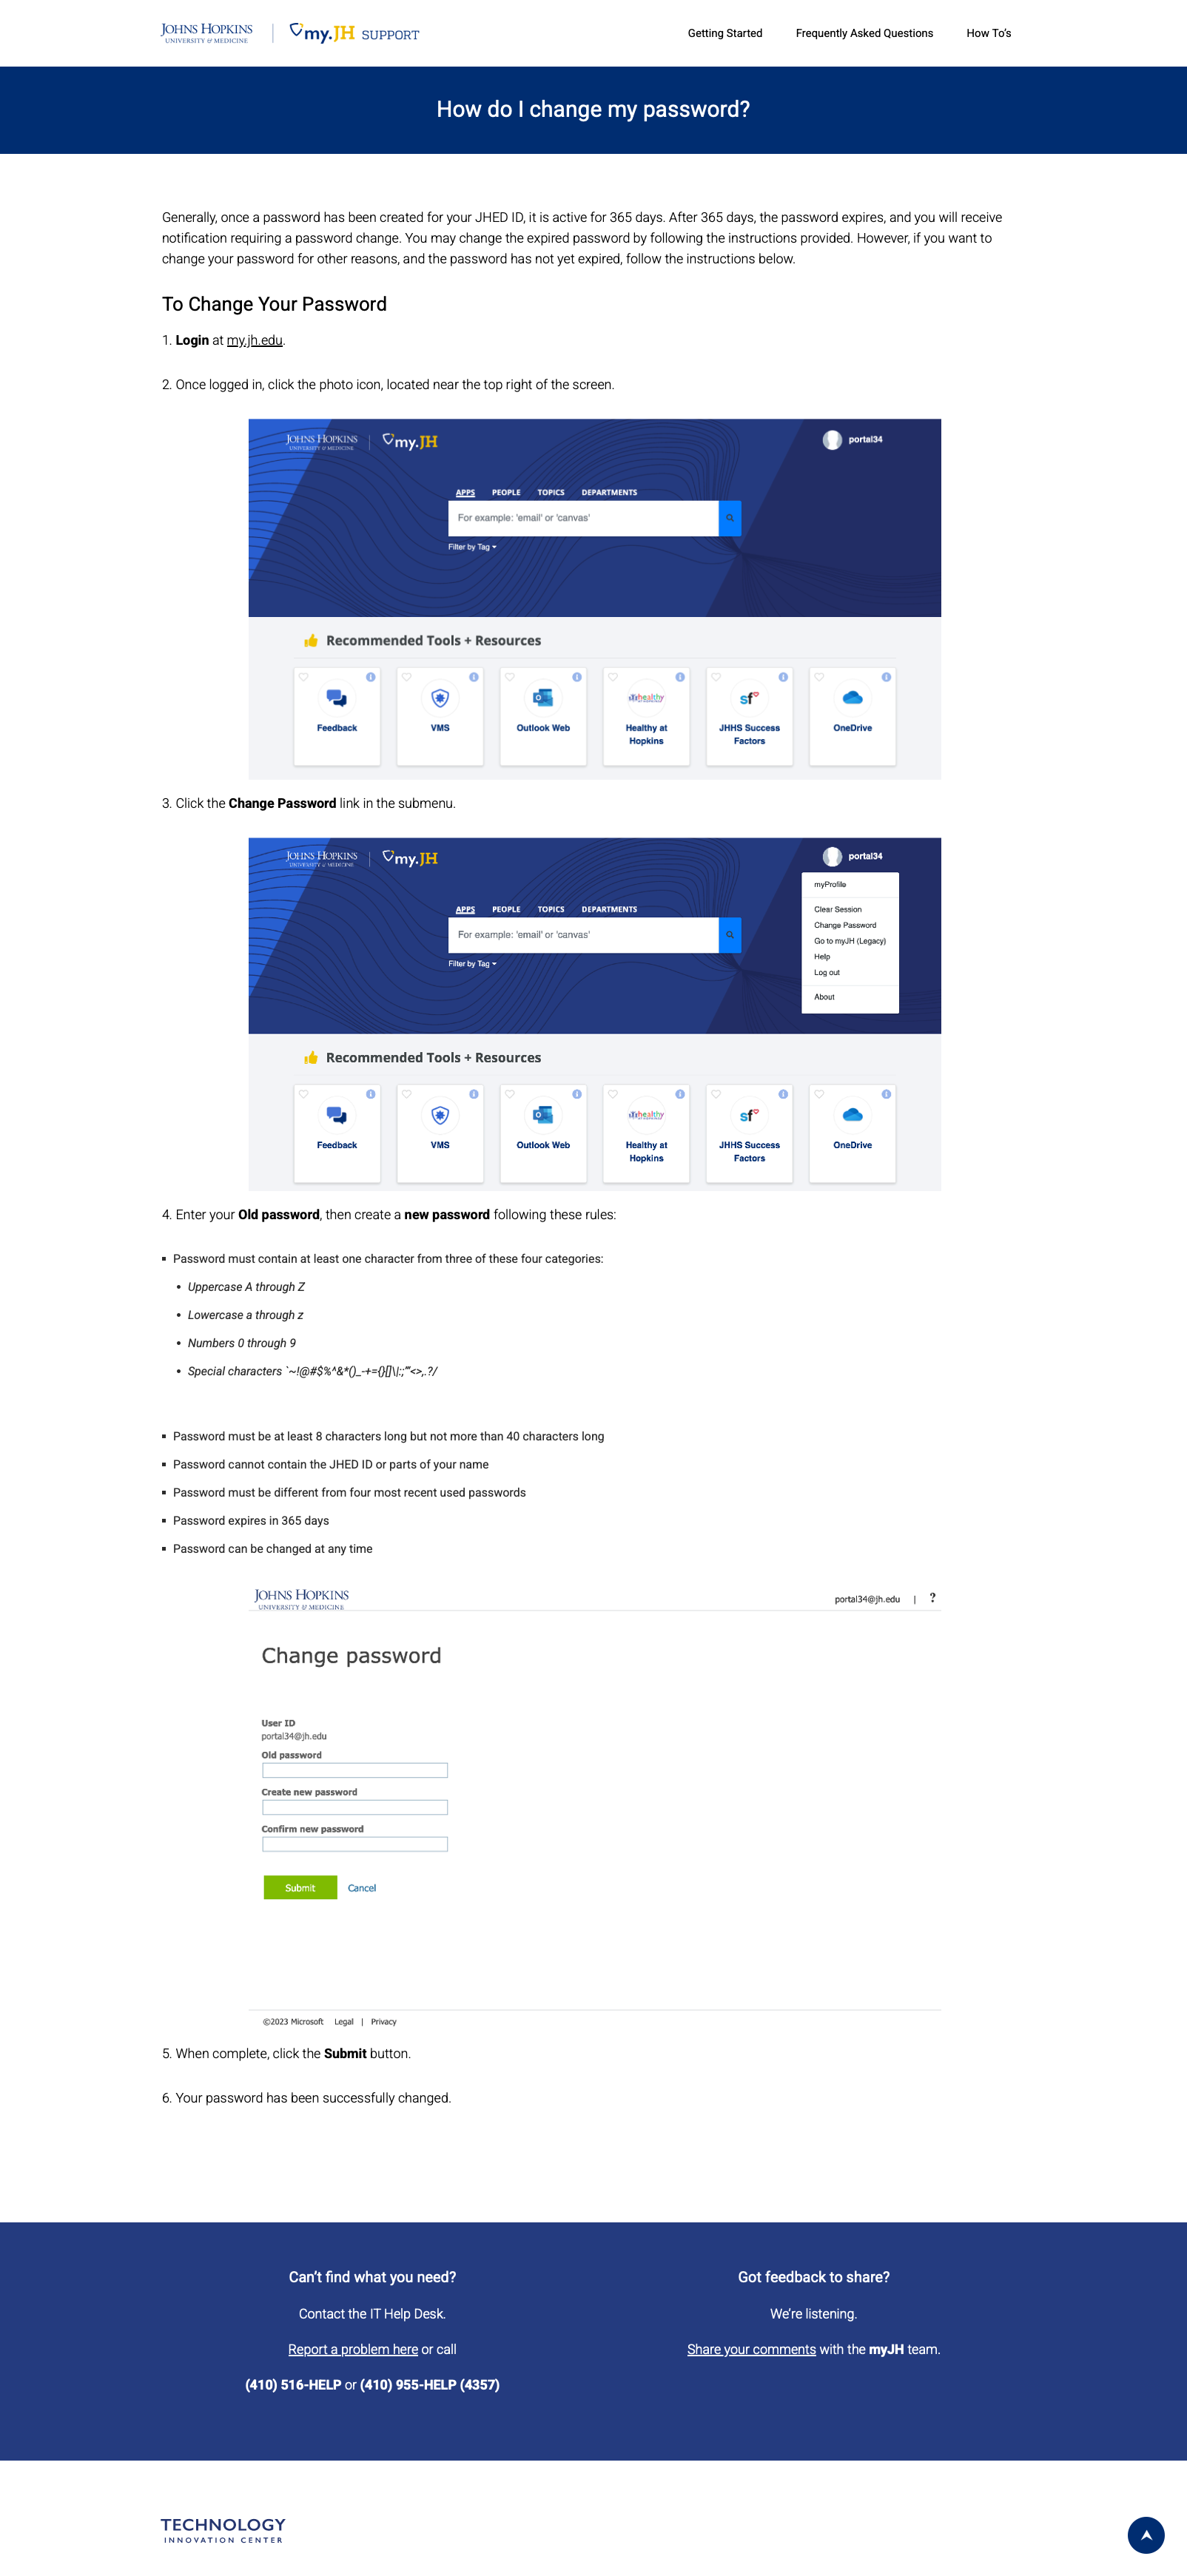 JOHNS HOPKINS
UNIVERSITY & MEDICINE
my.JH SUPPORT
Getting Started
Frequently Asked Questions
How To's
How do I change my password?
Generally, once a password has been created for your JHED ID, it is active for 365 days. After 365 days, the password expires, and you will receive
notification requiring a password change. You may change the expired password by following the instructions provided. However, if you want to
change your password for other reasons, and the password has not yet expired, follow the instructions below.
To Change Your Password
1. Login at my.jh.edu.
2. Once logged in, click the photo icon, located near the top right of the screen.
JOHNS HOPKINS
UNIVERSITY & MEDICINE
my.JH
portal34
APPS PEOPLE TOPICS DEPARTMENTS
For example: 'email' or 'canvas'
Filter by Tag
Recommended Tools + Resources
Feedback
VMS
Outlook Web
Healthy at
Hopkins
JHHS Success
Factors
OneDrive
3. Click the Change Password link in the submenu.
JOHNS HOPKINS
UNIVERSITY & MEDICINE
my.JH
portal34
myProfile
Clear Session
Change Password
Go to myJH (Legacy)
Help
Log out
About
APPS PEOPLE TOPICS DEPARTMENTS
For example: 'email' or 'canvas'
Filter by Tag
Recommended Tools + Resources
Feedback
VMS
Outlook Web
Healthy at
Hopkins
JHHS Success
Factors
OneDrive
4. Enter your Old password, then create a new password following these rules:
Password must contain at least one character from three of these four categories:
Uppercase A through Z
Lowercase a through z
Numbers 0 through 9
Special characters `~!@#$%^&*()_-+={}[]\|:;"'<>,.?/
Password must be at least 8 characters long but not more than 40 characters long
Password cannot contain the JHED ID or parts of your name
Password must be different from four most recent used passwords
Password expires in 365 days
Password can be changed at any time
JOHNS HOPKINS
UNIVERSITY & MEDICINE
portal34@jh.edu | ?
Change password
User ID
portal34@jh.edu
Old password
Create new password
Confirm new password
Submit
Cancel
©2023 Microsoft Legal | Privacy
5. When complete, click the Submit button.
6. Your password has been successfully changed.
Can't find what you need?
Contact the IT Help Desk.
Report a problem here or call
(410) 516-HELP or (410) 955-HELP (4357)
Got feedback to share?
We're listening.
Share your comments with the myJH team.
TECHNOLOGY
INNOVATION CENTER